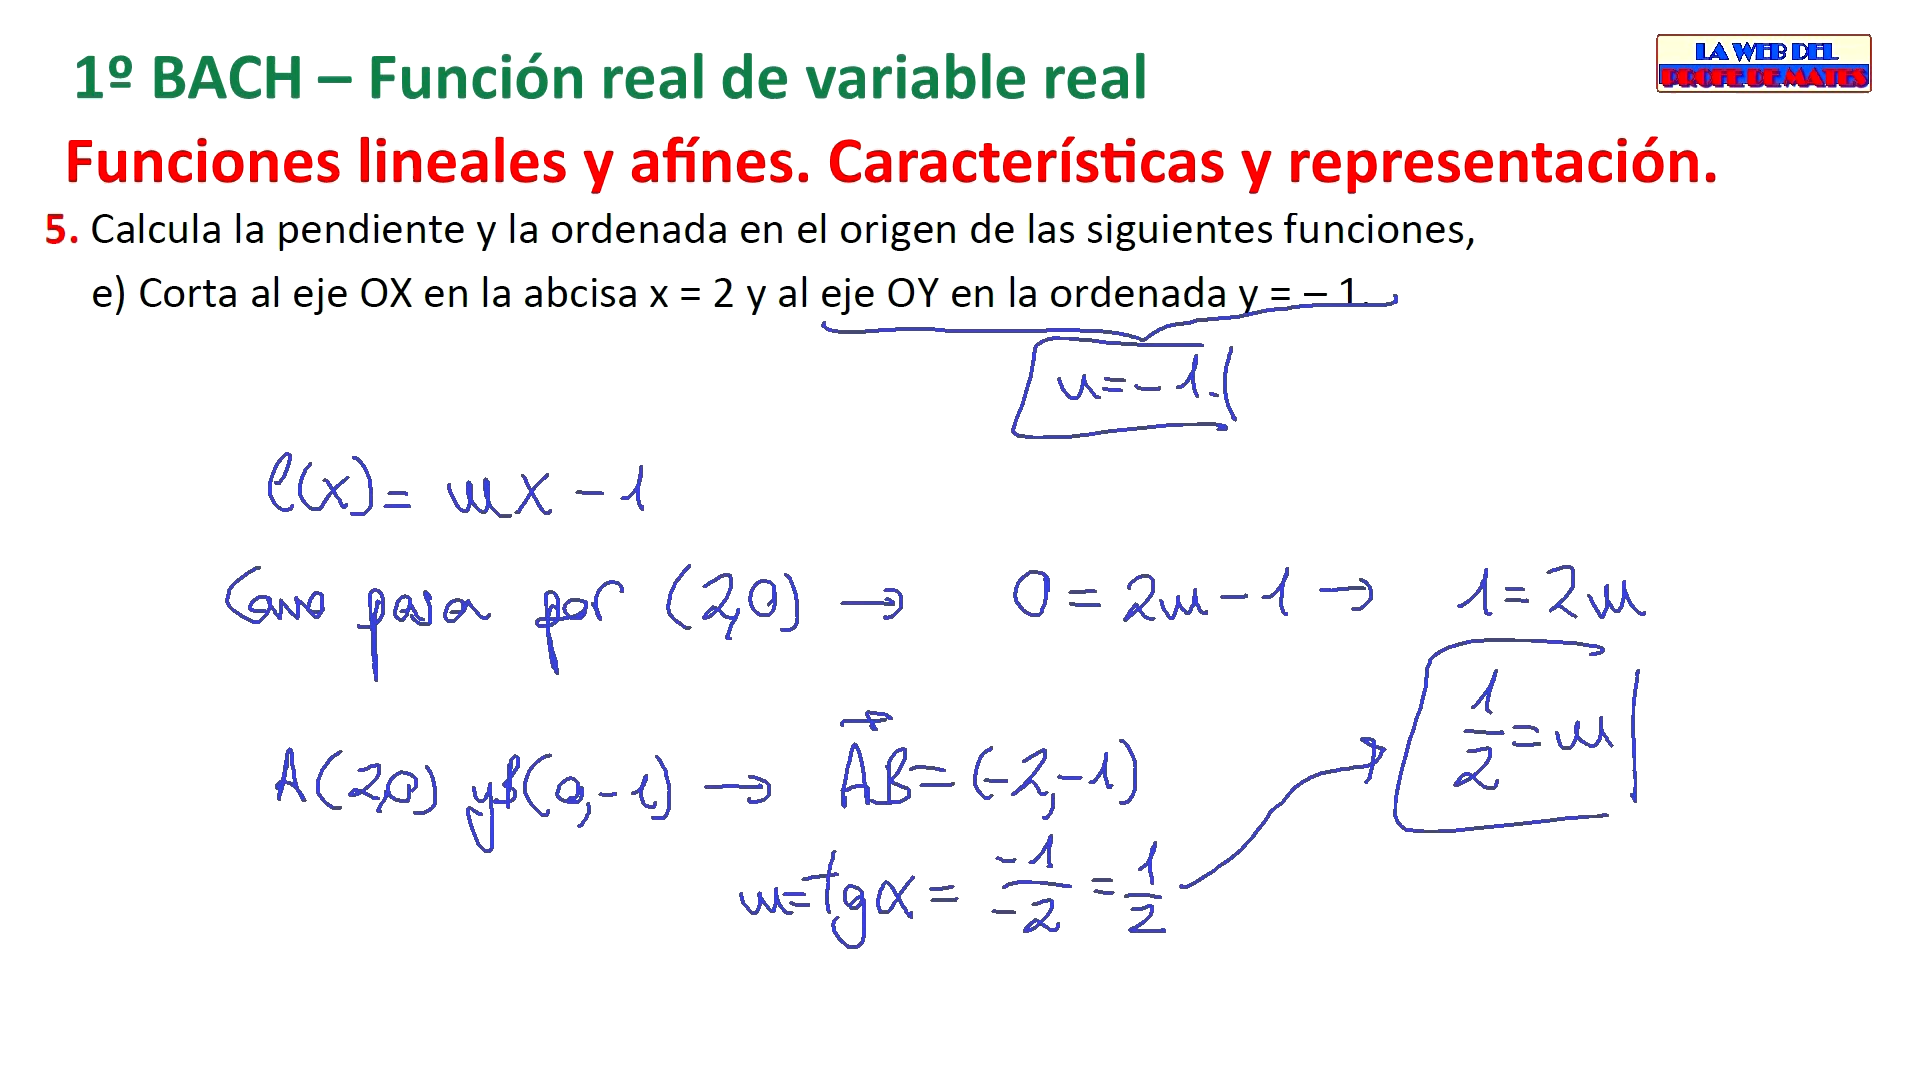 1º BACH – Función real de variable real
LA WEB DEL
PROFE DE MATES
Funciones lineales y afínes. Características y representación.
5. Calcula la pendiente y la ordenada en el origen de las siguientes funciones,
e) Corta al eje OX en la abcisa x = 2 y al eje OY en la ordenada y = – 1.
n = -1.
l(x) = mx - 1
Como pasa por (2,0) → 0 = 2m - 1 → 1 = 2m
1/2 = m
A(2,0) y B(0,-1) → AB = (-2,-1)
m = tg α = -1/-2 = 1/2